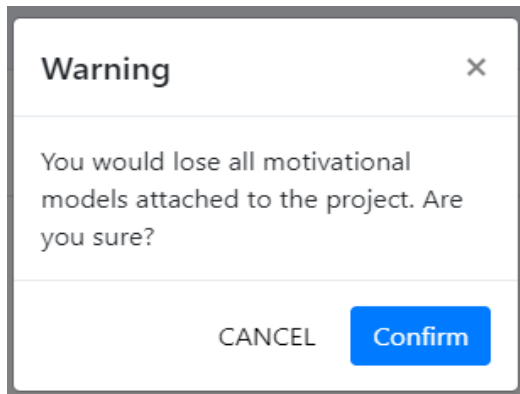 Warning ×
You would lose all motivational
models attached to the project. Are
you sure?
CANCEL Confirm